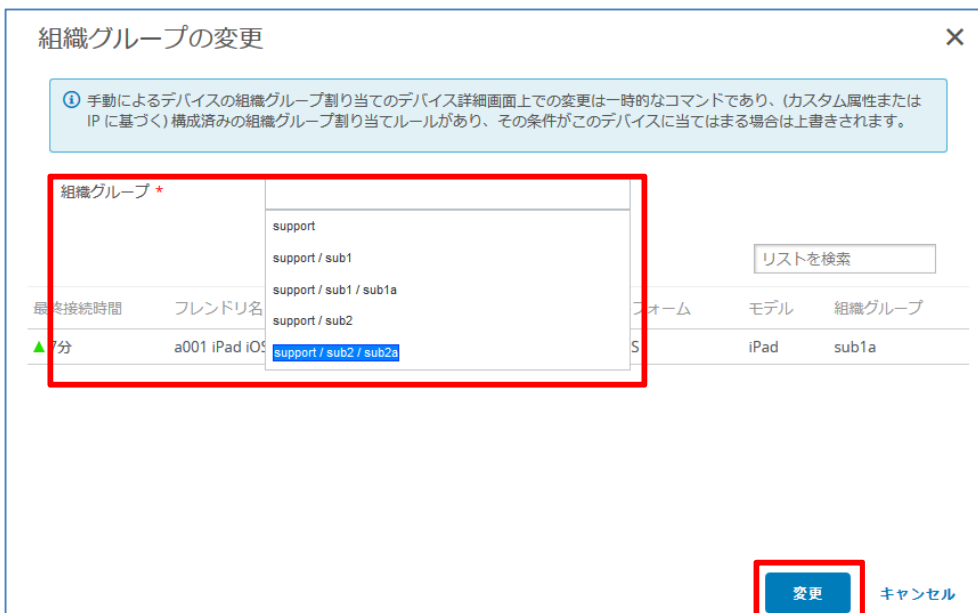 組織グループの変更
手動によるデバイスの組織グループ割り当てのデバイス詳細画面上での変更は一時的なコマンドであり、(カスタム属性または
IP に基づく) 構成済みの組織グループ割り当てルールがあり、その条件がこのデバイスに当てはまる場合は上書きされます。
組織グループ *
support
support / sub1
support / sub1 / sub1a
support / sub2
support / sub2 / sub2a
リストを検索
最終接続時間 フレンドリ名 フォーム モデル 組織グループ
7分 a001 iPad iOS S iPad sub1a
変更 キャンセル